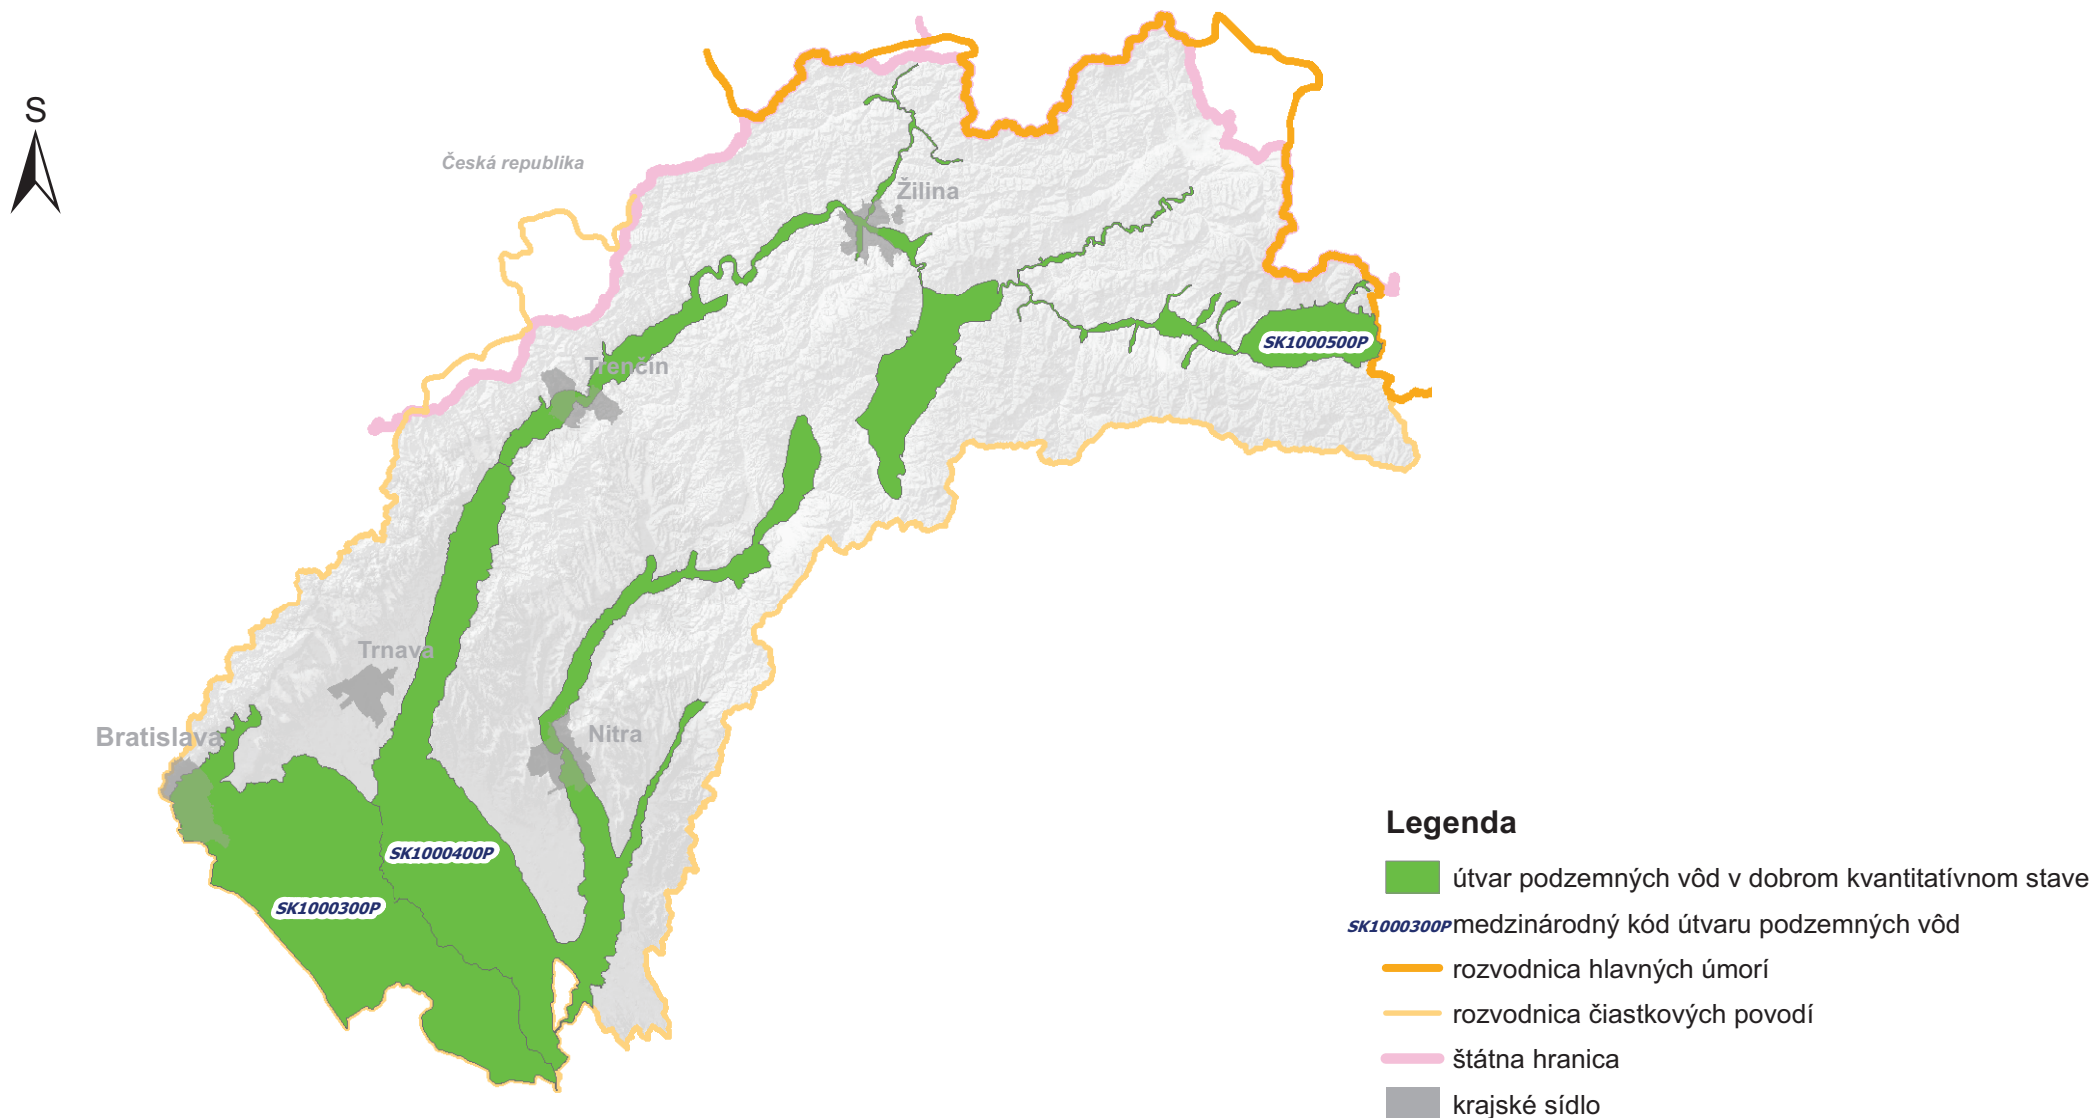 S
Česká republika
Žilina
SK1000500P
Trenčín
Trnava
Bratislava
Nitra
SK1000400P
SK1000300P
Legenda
útvar podzemných vôd v dobrom kvantitatívnom stave
SK1000300P medzinárodný kód útvaru podzemných vôd
rozvodnica hlavných úmorí
rozvodnica čiastkových povodí
štátna hranica
krajské sídlo